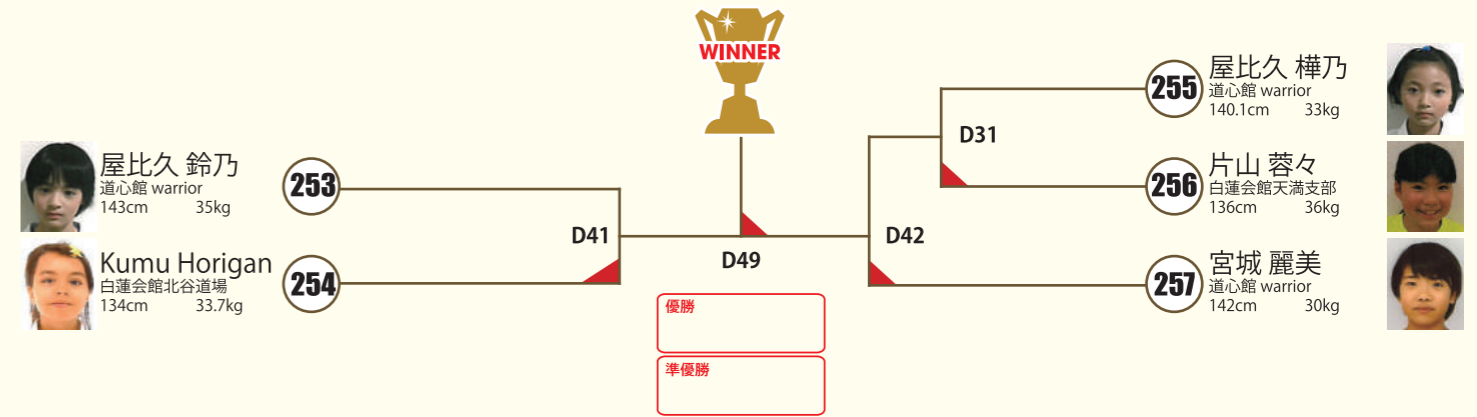 WINNER
屋比久 鈴乃
道心館 warrior
143cm 35kg
253
Kumu Horigan
白蓮会館北谷道場
134cm 33.7kg
254
D41
D49
優勝
準優勝
D42
D31
255
屋比久 樺乃
道心館 warrior
140.1cm 33kg
256
片山 蓉々
白蓮会館天満支部
136cm 36kg
257
宮城 麗美
道心館 warrior
142cm 30kg